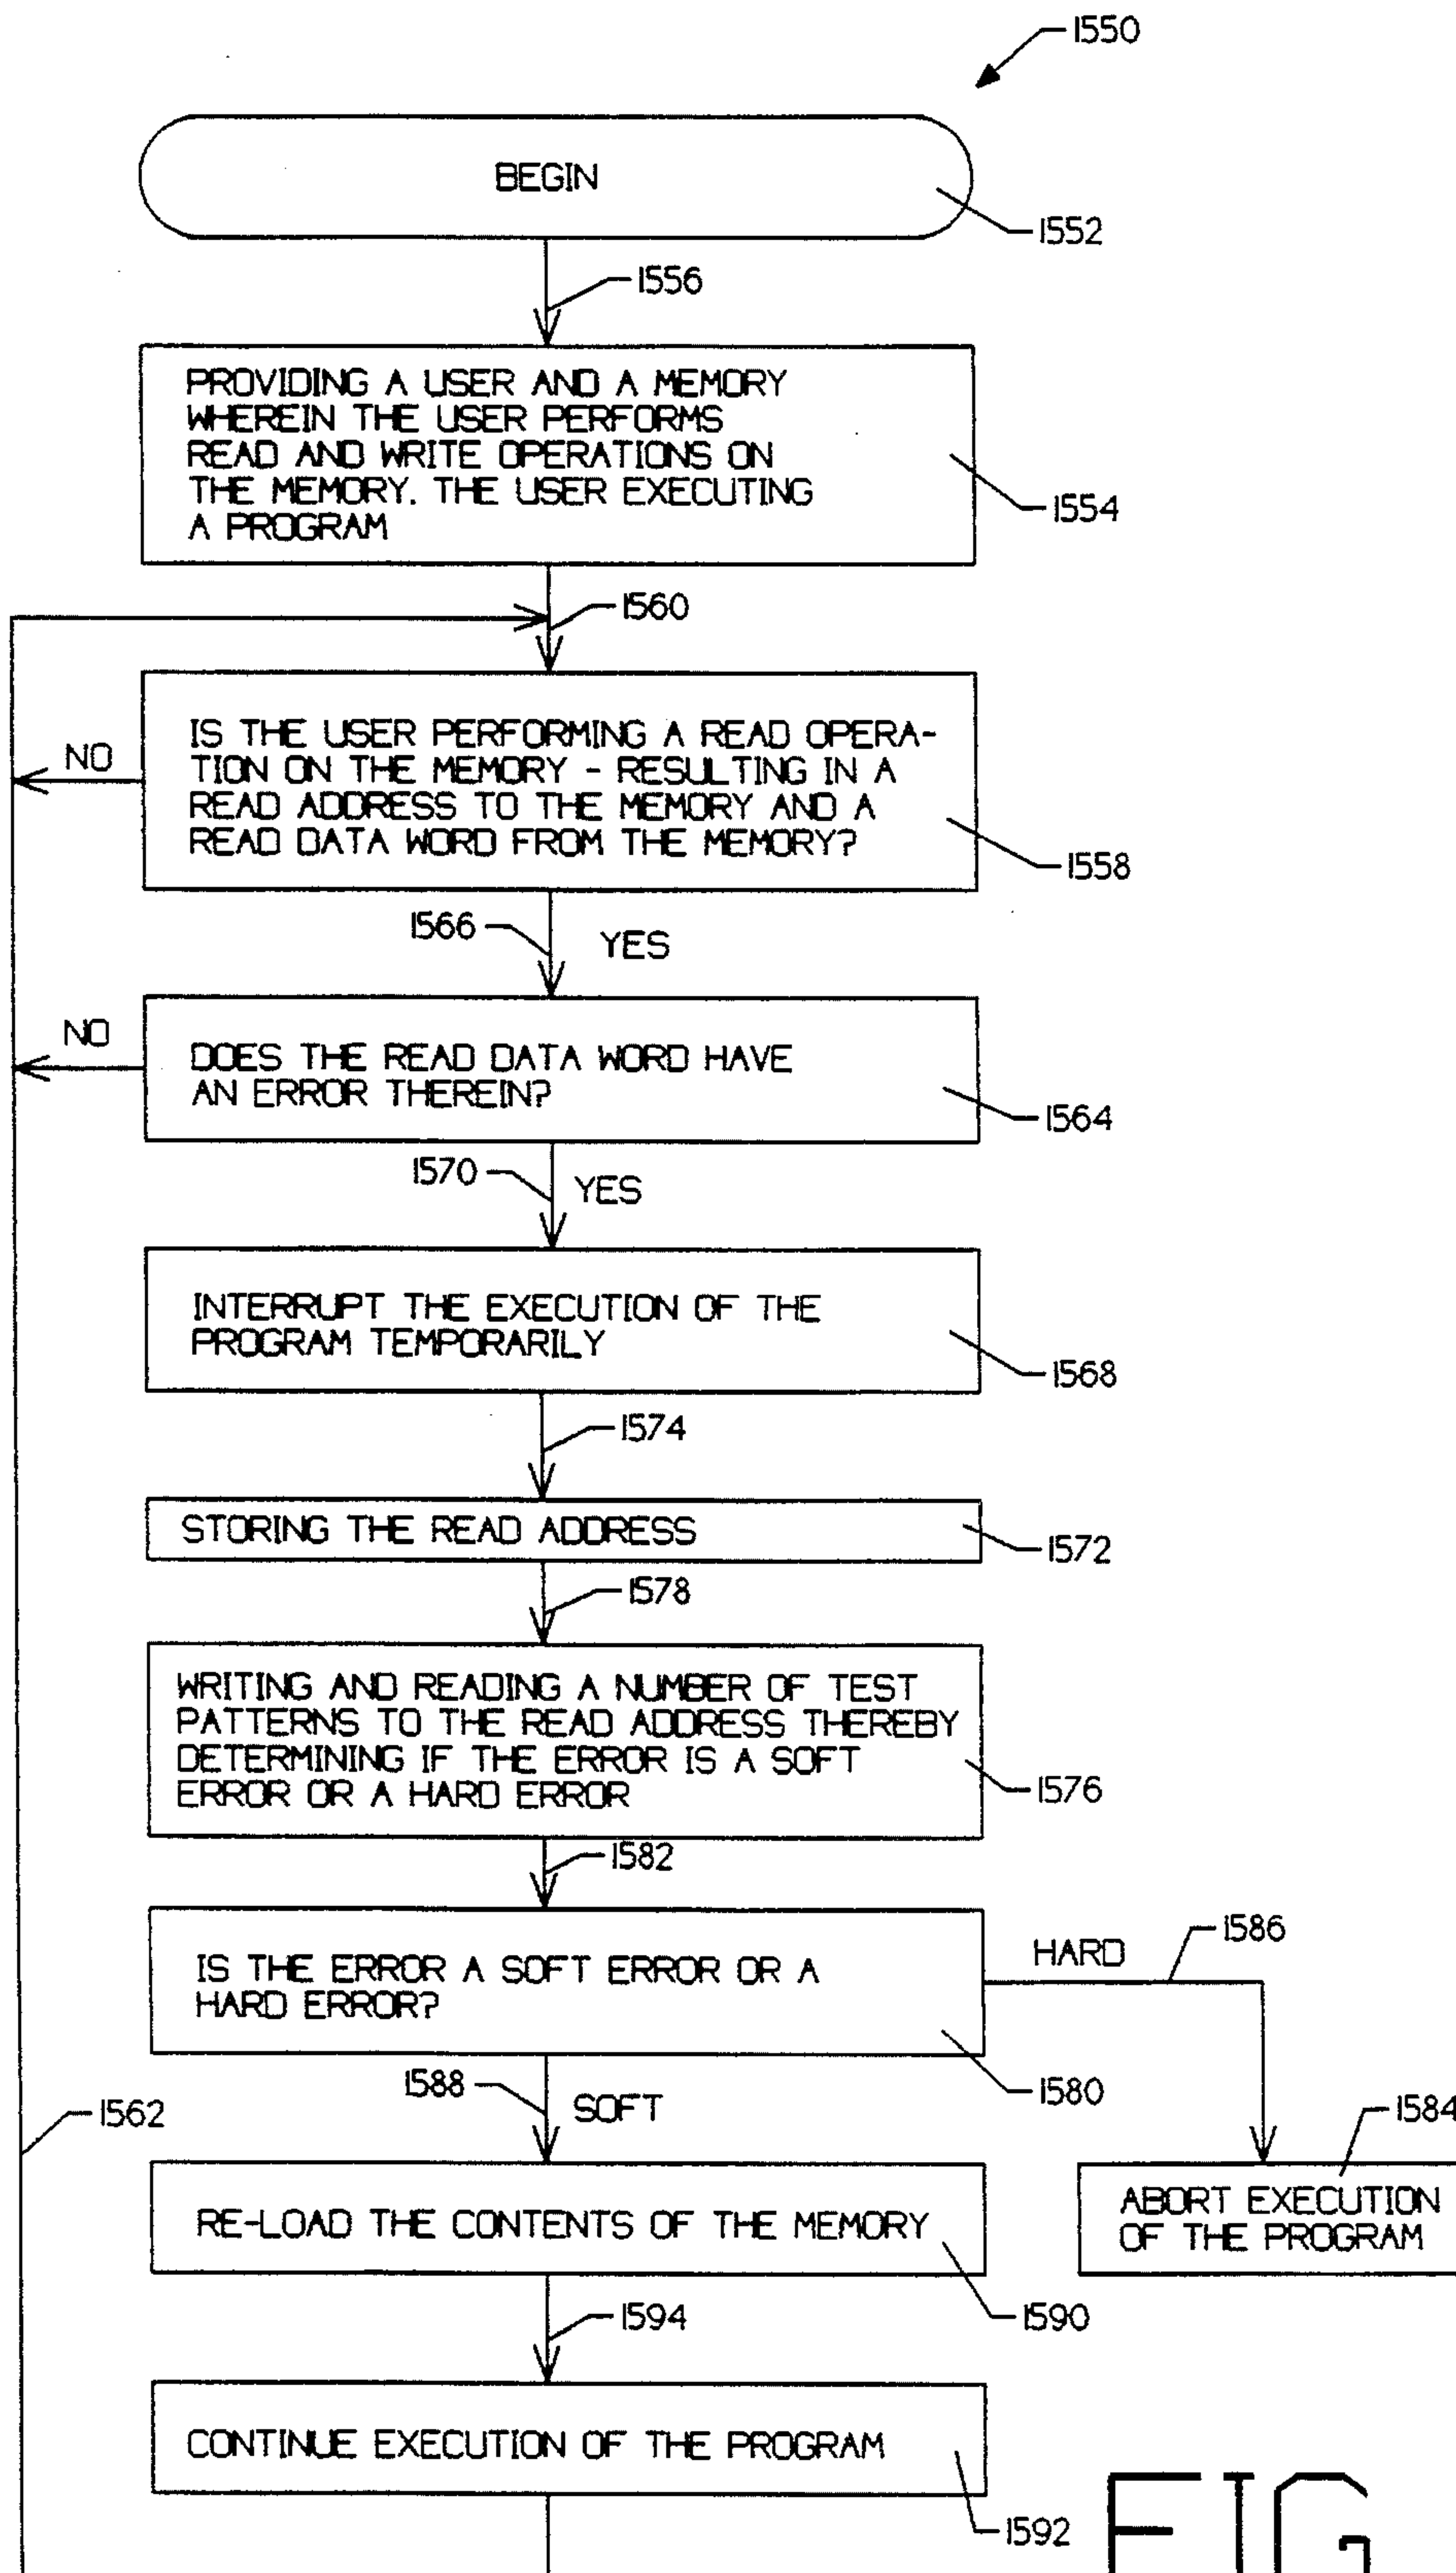 1550
BEGIN
1552
1556
PROVIDING A USER AND A MEMORY
WHEREIN THE USER PERFORMS
READ AND WRITE OPERATIONS ON
THE MEMORY. THE USER EXECUTING
A PROGRAM
1554
1560
IS THE USER PERFORMING A READ OPERA-
TION ON THE MEMORY - RESULTING IN A
READ ADDRESS TO THE MEMORY AND A
READ DATA WORD FROM THE MEMORY?
NO
1558
1566
YES
NO
DOES THE READ DATA WORD HAVE
AN ERROR THEREIN?
1564
1570
YES
INTERRUPT THE EXECUTION OF THE
PROGRAM TEMPORARILY
1568
1574
STORING THE READ ADDRESS
1572
1578
WRITING AND READING A NUMBER OF TEST
PATTERNS TO THE READ ADDRESS THEREBY
DETERMINING IF THE ERROR IS A SOFT
ERROR OR A HARD ERROR
1576
1582
IS THE ERROR A SOFT ERROR OR A
HARD ERROR?
HARD
1586
1580
1588
SOFT
1562
1584
RE-LOAD THE CONTENTS OF THE MEMORY
ABORT EXECUTION
OF THE PROGRAM
1590
1594
CONTINUE EXECUTION OF THE PROGRAM
1592
FIG